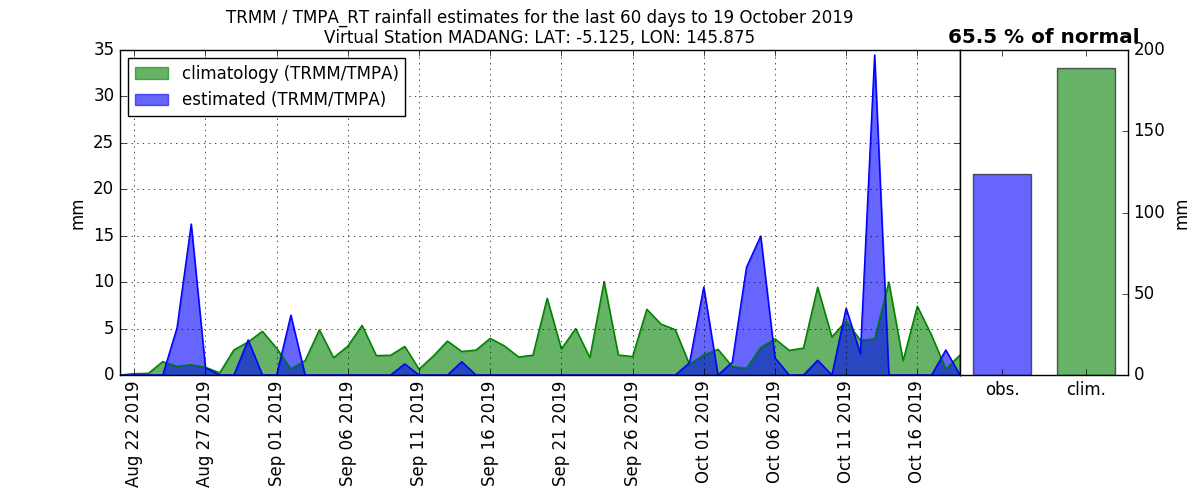 TRMM / TMPA_RT rainfall estimates for the last 60 days to 19 October 2019
Virtual Station MADANG: LAT: -5.125, LON: 145.875
65.5 % of normal
climatology (TRMM/TMPA)
estimated (TRMM/TMPA)
35
30
25
20
15
10
5
0
mm
200
150
100
50
0
mm
Aug 22 2019
Aug 27 2019
Sep 01 2019
Sep 06 2019
Sep 11 2019
Sep 16 2019
Sep 21 2019
Sep 26 2019
Oct 01 2019
Oct 06 2019
Oct 11 2019
Oct 16 2019
obs.
clim.